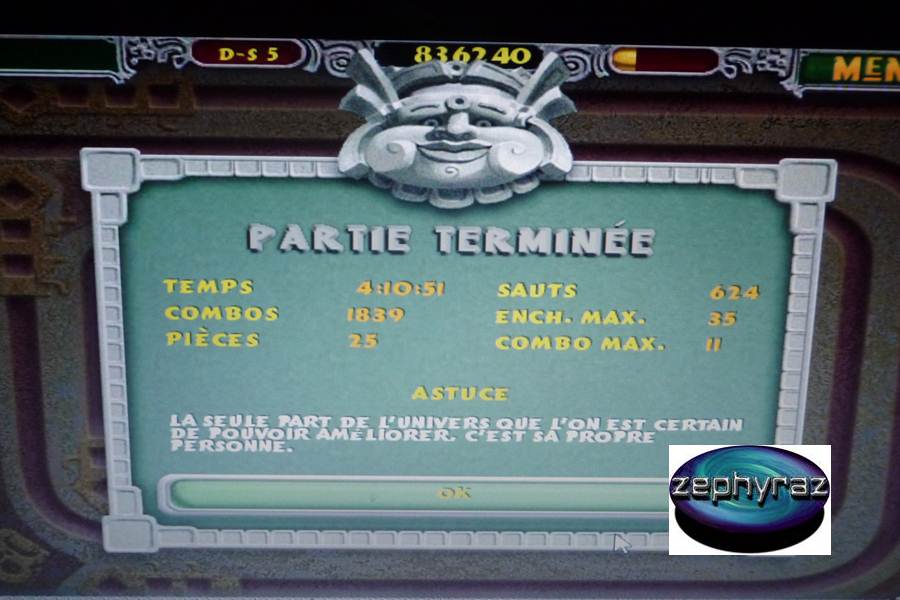 D-S 5
836240
MEN
PARTIE TERMINÉE
TEMPS 4:10:51 SAUTS 624
COMBOS 1839 ENCH. MAX. 35
PIÈCES 25 COMBO MAX. 11
ASTUCE
LA SEULE PART DE L'UNIVERS QUE L'ON EST CERTAIN
DE POUVOIR AMÉLIORER. C'EST SA PROPRE
PERSONNE.
OK
zephyraz